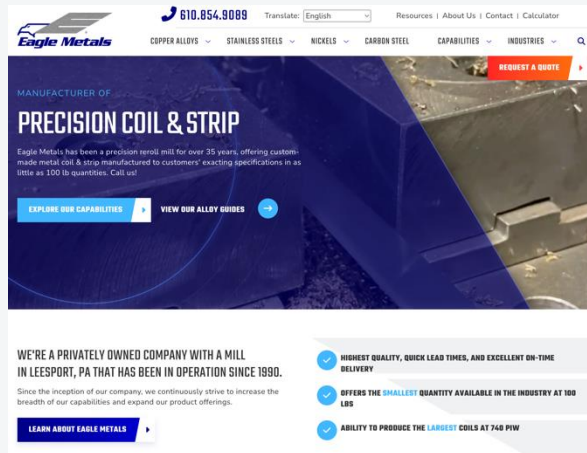 610.854.9089
Translate: English
Resources | About Us | Contact | Calculator
Eagle Metals
COPPER ALLOYS
STAINLESS STEELS
NICKELS
CARBON STEEL
CAPABILITIES
INDUSTRIES
REQUEST A QUOTE
MANUFACTURER OF
PRECISION COIL & STRIP
Eagle Metals has been a precision reroll mill for over 35 years, offering custom-
made metal coil & strip manufactured to customers' exacting specifications in as
little as 100 lb quantities. Call us!
EXPLORE OUR CAPABILITIES
VIEW OUR ALLOY GUIDES
WE'RE A PRIVATELY OWNED COMPANY WITH A MILL
IN LEESPORT, PA THAT HAS BEEN IN OPERATION SINCE 1990.
Since the inception of our company, we continuously strive to increase the
breadth of our capabilities and expand our product offerings.
LEARN ABOUT EAGLE METALS
HIGHEST QUALITY, QUICK LEAD TIMES, AND EXCELLENT ON-TIME
DELIVERY
OFFERS THE SMALLEST QUANTITY AVAILABLE IN THE INDUSTRY AT 100
LBS
ABILITY TO PRODUCE THE LARGEST COILS AT 740 PIW